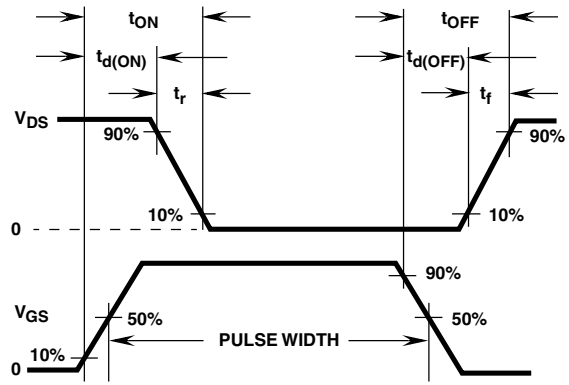 tON tOFF
td(ON) td(OFF)
tr tf
VDS
90% 90%
10% 10%
0
90%
VGS
50% PULSE WIDTH 50%
10%
0